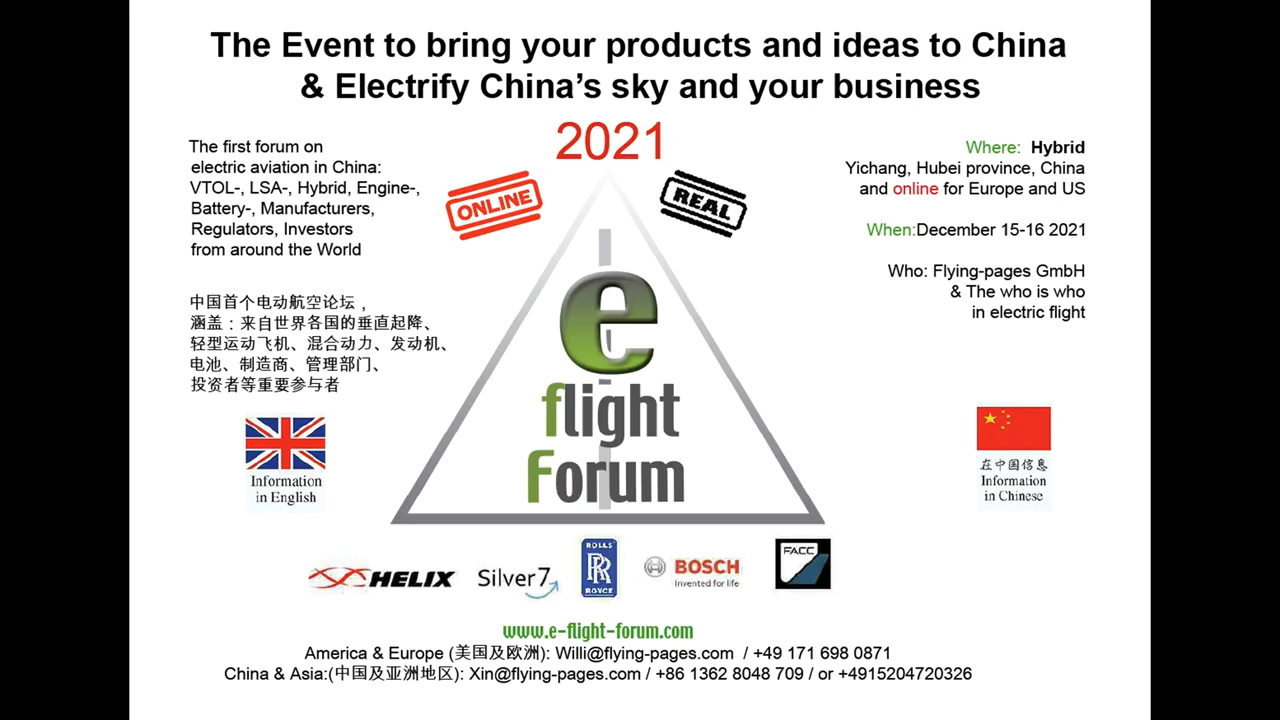 The Event to bring your products and ideas to China
& Electrify China's sky and your business
2021
The first forum on
electric aviation in China:
VTOL-, LSA-, Hybrid, Engine-,
Battery-, Manufacturers,
Regulators, Investors
from around the World
中国首个电动航空论坛，
涵盖：来自世界各国的垂直起降、
轻型运动飞机、混合动力、发动机、
电池、制造商、管理部门、
投资者等重要参与者
ONLINE
REAL
Where: Hybrid
Yichang, Hubei province, China
and online for Europe and US
When:December 15-16 2021
Who: Flying-pages GmbH
& The who is who
in electric flight
e
flight
Forum
Information
in English
在中国信息
Information
in Chinese
HELIX
Silver7
ROLLS
RR
ROYCE
BOSCH
Invented for life
FACC
www.e-flight-forum.com
America & Europe (美国及欧洲): Willi@flying-pages.com / +49 171 698 0871
China & Asia:(中国及亚洲地区): Xin@flying-pages.com / +86 1362 8048 709 / or +4915204720326